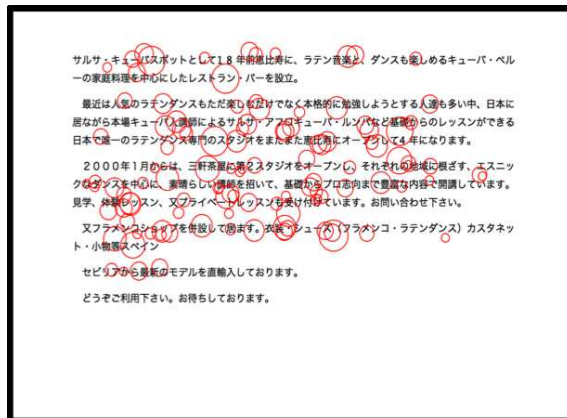 サルサ・キューバスポットとして18年前恵比寿に、ラテン音楽と、ダンスも楽しめるキューバ・ペル
ーの家庭料理を中心にしたレストラン・バーを設立。
最近は人気のラテンダンスもただ楽しむだけでなく本格的に勉強しようとする人達も多い中、日本に
居ながら本場キューバ人講師によるサルサ・アフロキューバ・ルンバなど基礎からのレッスンができる
日本で唯一のラテンダンス専門のスタジオをまたまた恵比寿にオープンして4年になります。
2000年1月からは、三軒茶屋に第2スタジオをオープンし、それぞれの地域に根ざす、エスニッ
クなダンスを中心に、素晴らしい講師を招いて、基礎からプロ志向まで豊富な内容で開講しています。
見学、体験レッスン、又プライベートレッスンも受け付けています。お問い合わせ下さい。
又フラメンコショップを併設して居ます。衣装・シューズ（フラメンコ・ラテンダンス）カスタネッ
ト・小物等スペイン
セビリアから最新のモデルを直輸入しております。
どうぞご利用下さい。お待ちしております。